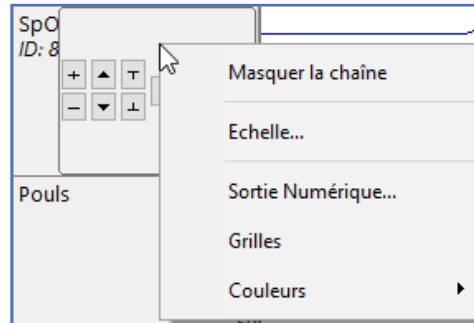 SpO
ID: 8
Masquer la chaîne
Echelle...
Sortie Numérique...
Grilles
Couleurs
Pouls